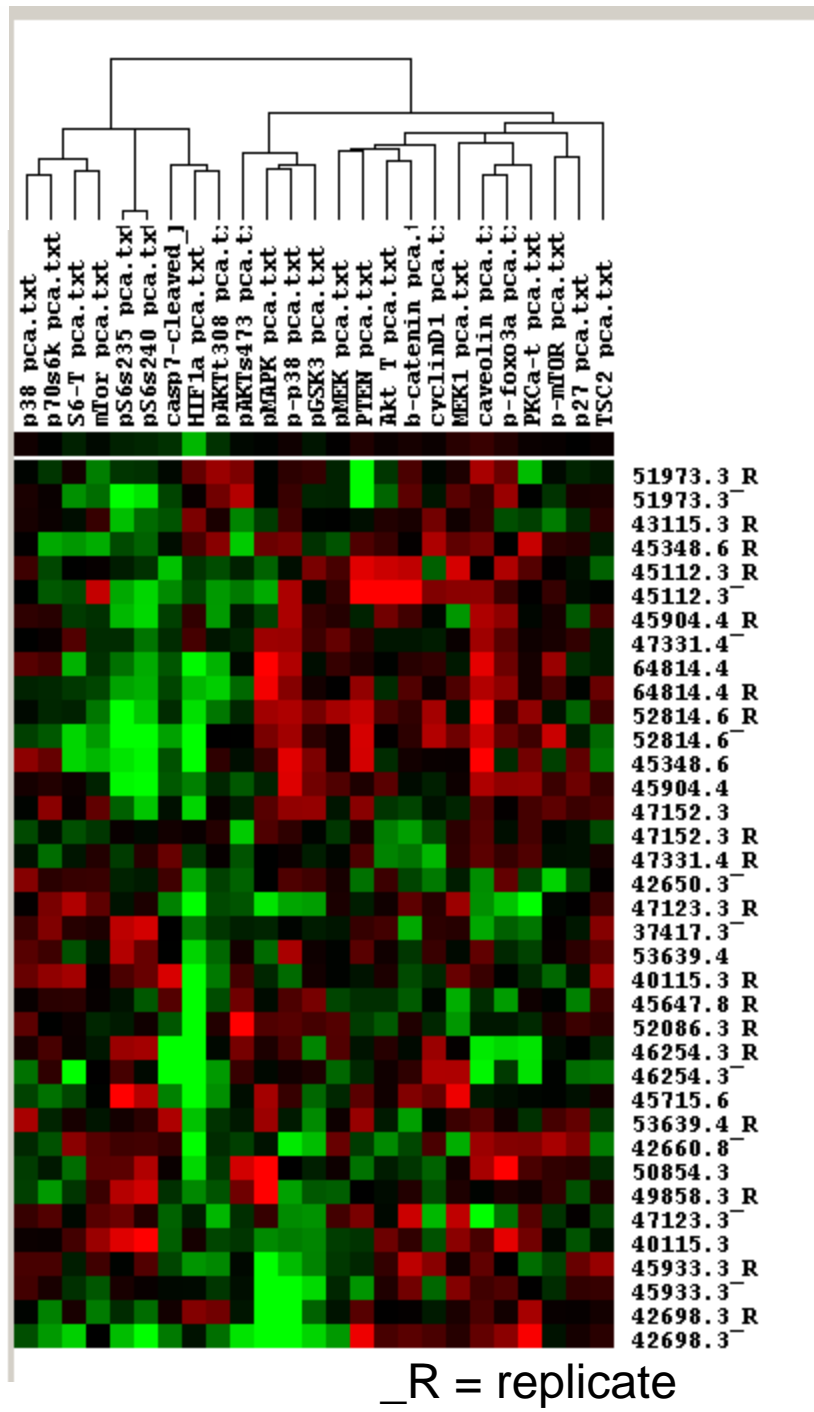 p38 pca.txt
p70s6k pca.txt
S6-T pca.txt
mTor pca.txt
pS6s235 pca.txt
pS6s240 pca.txt
casp7-cleaved_
HIF1a pca.txt
pAKTt308 pca.t
pAKTs473 pca.t
pMAPK pca.txt
p-p38 pca.txt
pGSK3 pca.txt
pMEK pca.txt
PTEN pca.txt
Akt T pca.txt
b-catenin pca.
cyclinD1 pca.t
MEK1 pca.txt
caveolin pca.t
p-foxo3a pca.t
PKCa-t pca.txt
p-mTOR pca.txt
p27 pca.txt
TSC2 pca.txt
51973.3_R
51973.3
43115.3_R
45348.6_R
45112.3_R
45112.3
45904.4_R
47331.4
64814.4
64814.4_R
52814.6_R
52814.6
45348.6
45904.4
47152.3
47152.3_R
47331.4_R
42650.3
47123.3_R
37417.3
53639.4
40115.3_R
45647.8_R
52086.3_R
46254.3_R
46254.3
45715.6
53639.4_R
42660.8
50854.3
49858.3_R
47123.3
40115.3
45933.3_R
45933.3
42698.3_R
42698.3
_R = replicate